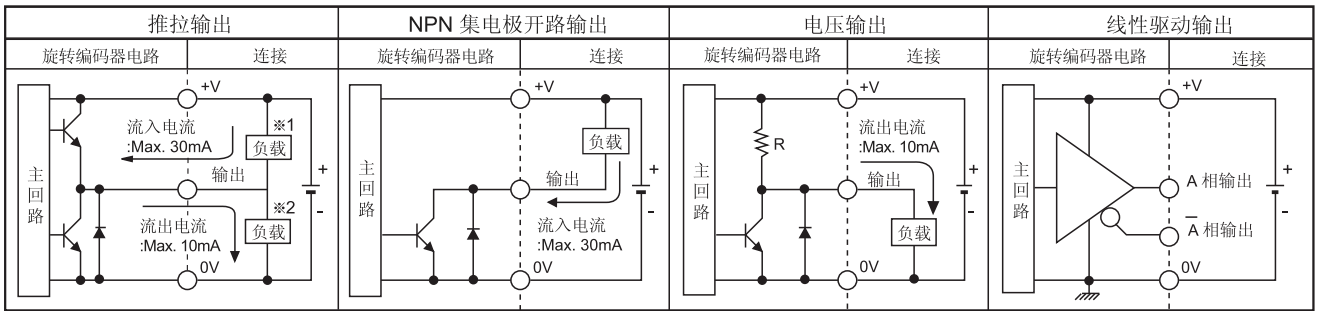 推拉输出
旋转编码器电路 连接
主回路
+V
流入电流
:Max. 30mA
※1
负载
输出
+
-
※2
流出电流
:Max. 10mA
负载
0V
NPN 集电极开路输出
旋转编码器电路 连接
主回路
+V
负载
输出
+
-
流入电流
:Max. 30mA
0V
电压输出
旋转编码器电路 连接
主回路
+V
R
流出电流
:Max. 10mA
输出
+
-
负载
0V
线性驱动输出
旋转编码器电路 连接
主回路
+V
A 相输出
+
-
A̅ 相输出
0V